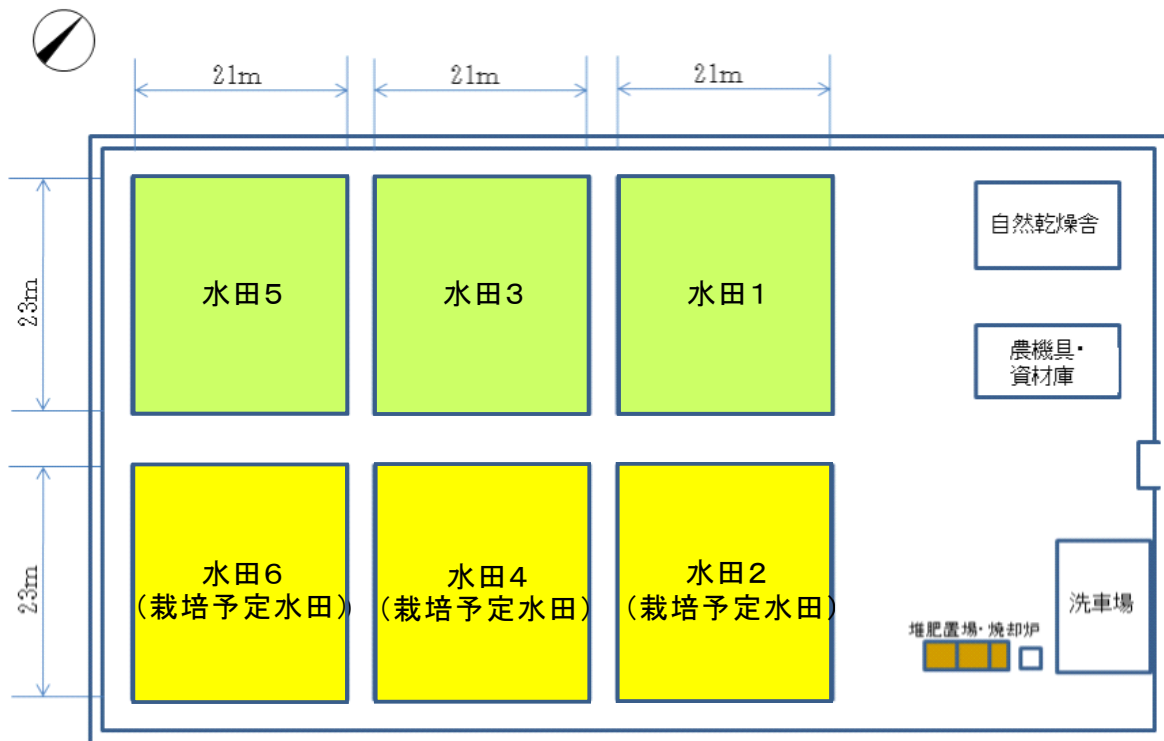 21m
21m
21m
自然乾燥舎
23m
水田5
水田3
水田1
農機具・
資材庫
水田6
(栽培予定水田)
水田4
(栽培予定水田)
水田2
(栽培予定水田)
23m
洗車場
堆肥置場・焼却炉